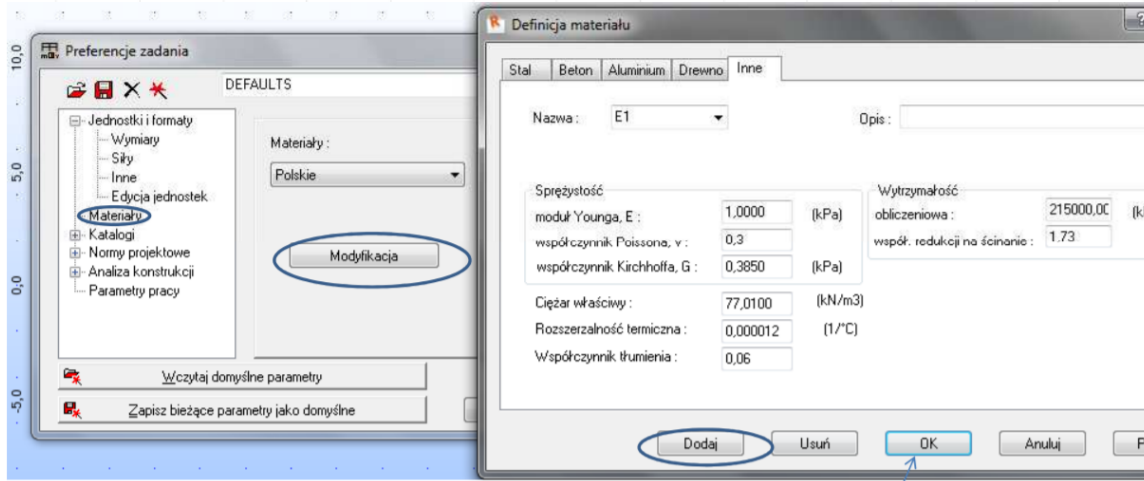 10,0
5,0
0,0
-5,0
Preferencje zadania
DEFAULTS
Jednostki i formaty
Wymiary
Siły
Inne
Edycja jednostek
Materiały
Katalogi
Normy projektowe
Analiza konstrukcji
Parametry pracy
Materiały :
Polskie
Modyfikacja
Wczytaj domyślne parametry
Zapisz bieżące parametry jako domyślne
Definicja materiału
?
Stal Beton Aluminium Drewno Inne
Nazwa : E1 Opis :
Sprężystość
moduł Younga, E : 1,0000 (kPa)
współczynnik Poissona, v : 0,3
współczynnik Kirchhoffa, G : 0,3850 (kPa)
Wytrzymałość
obliczeniowa : 215000,00
współ. redukcji na ścinanie : 1.73
Ciężar właściwy : 77,0100 (kN/m3)
Rozszerzalność termiczna : 0,000012 (1/°C)
Współczynnik tłumienia : 0,06
Dodaj Usuń OK Anuluj